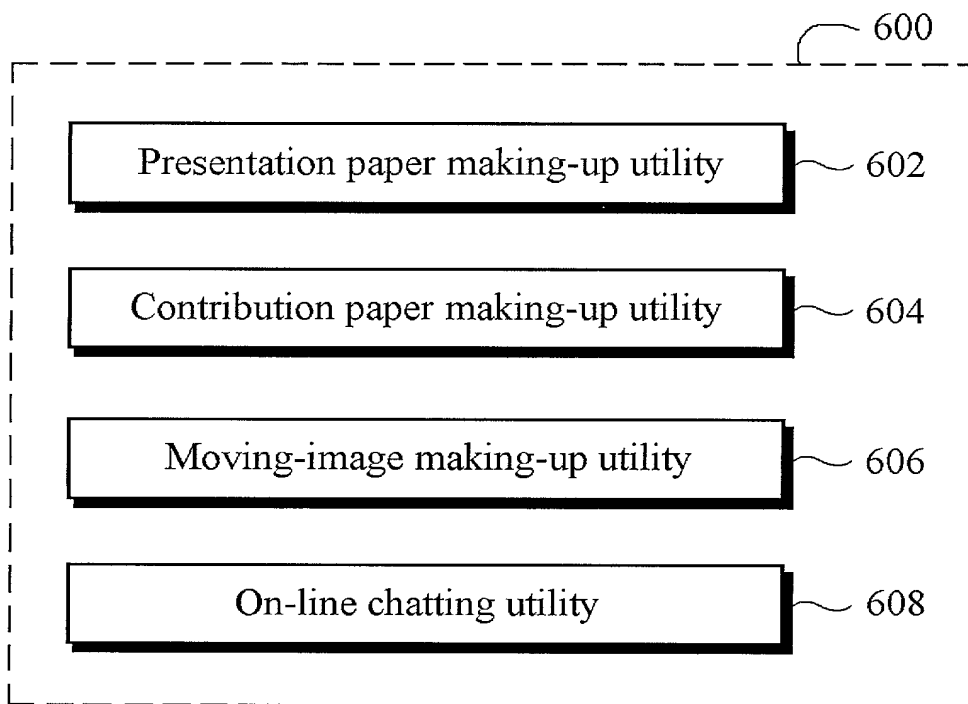 600
Presentation paper making-up utility 602
Contribution paper making-up utility 604
Moving-image making-up utility 606
On-line chatting utility 608